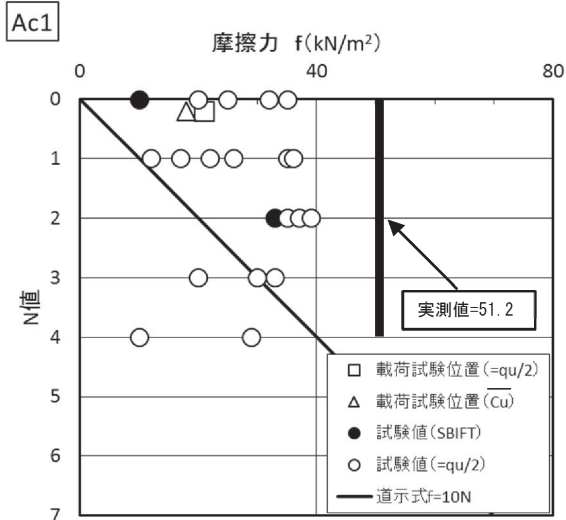 Ac1
摩擦力 f(kN/m²)
0 40 80
0
1
2
3
4
5
6
7
N値
実測値=51.2
載荷試験位置(=qu/2)
載荷試験位置(C̅u̅)
試験値(SBIFT)
試験値(=qu/2)
道示式f=10N